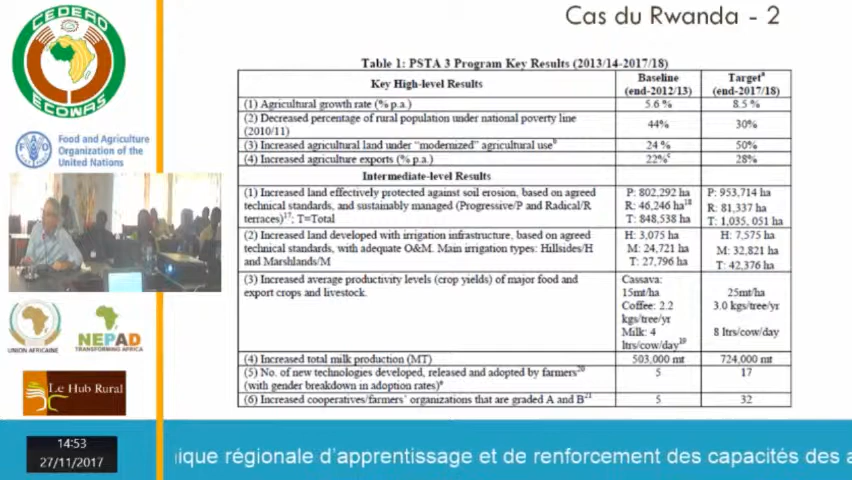 Cas du Rwanda - 2
CEDEAO
ECOWAS
Food and Agriculture
Organization of the
United Nations
UNION AFRICAINE
NEPAD
TRANSFORMING AFRICA
Le Hub Rural
14:53
27/11/2017
Table 1: PSTA 3 Program Key Results (2013/14-2017/18)
Key High-level Results Baseline (end-2012/13) Targetᵃ (end-2017/18)
(1) Agricultural growth rate (% p.a.) 5.6 % 8.5 %
(2) Decreased percentage of rural population under national poverty line
(2010/11) 44% 30%
(3) Increased agricultural land under “modernized” agricultural useᵇ 24 % 50%
(4) Increased agriculture exports (% p.a.) 22%ᶜ 28%
Intermediate-level Results
(1) Increased land effectively protected against soil erosion, based on agreed P: 802,292 ha P: 953,714 ha
technical standards, and sustainably managed (Progressive/P and Radical/R R: 46,246 ha¹⁸ R: 81,337 ha
terraces)¹⁷; T=Total T: 848,538 ha T: 1,035, 051 ha
(2) Increased land developed with irrigation infrastructure, based on agreed H: 3,075 ha H: 7,575 ha
technical standards, with adequate O&M. Main irrigation types: Hillsides/H M: 24,721 ha M: 32,821 ha
and Marshlands/M T: 27,796 ha T: 42,376 ha
(3) Increased average productivity levels (crop yields) of major food and Cassava:
export crops and livestock. 15mt/ha 25mt/ha
Coffee: 2.2 3.0 kgs/tree/yr
kgs/tree/yr
Milk: 4 8 ltrs/cow/day
ltrs/cow/day¹⁹
(4) Increased total milk production (MT) 503,000 mt 724,000 mt
(5) No. of new technologies developed, released and adopted by farmers²⁰ 5 17
(with gender breakdown in adoption rates)ᵉ
(6) Increased cooperatives/farmers’ organizations that are graded A and B²¹ 5 32
ique régionale d’apprentissage et de renforcement des capacités des a